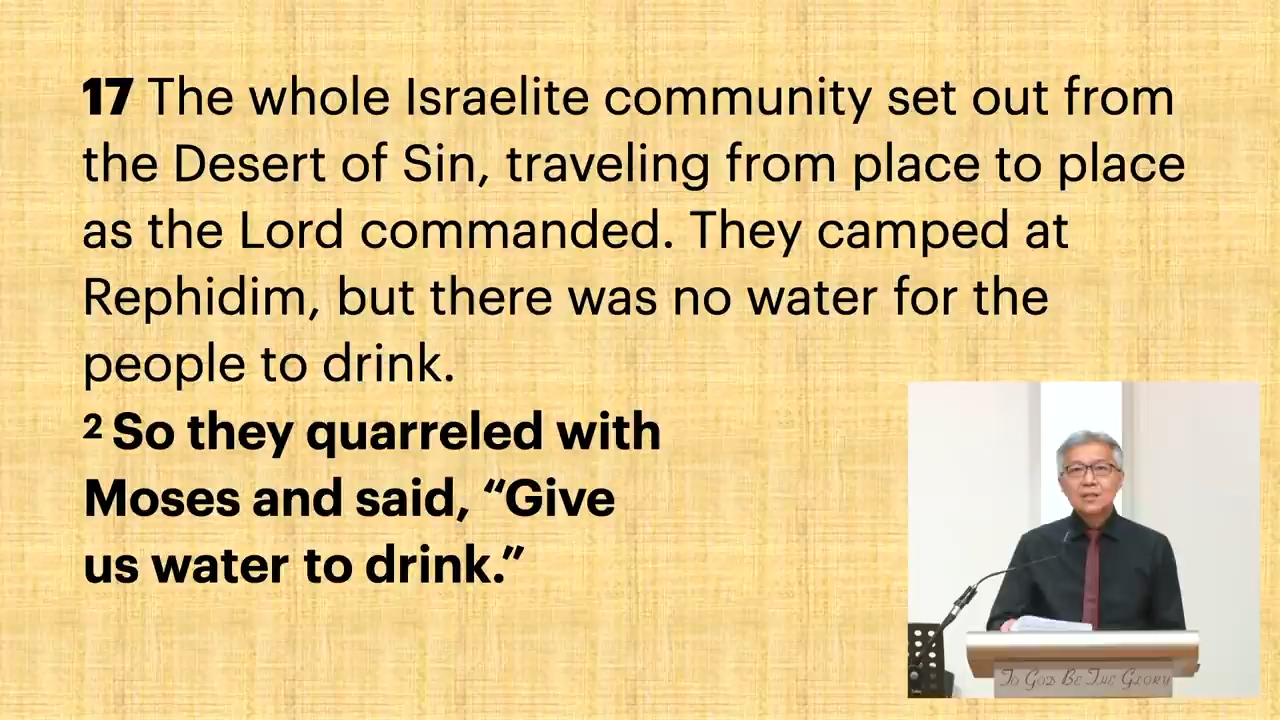 17 The whole Israelite community set out from
the Desert of Sin, traveling from place to place
as the Lord commanded. They camped at
Rephidim, but there was no water for the
people to drink.
2 So they quarreled with
Moses and said, “Give
us water to drink.”
To God Be The Glory